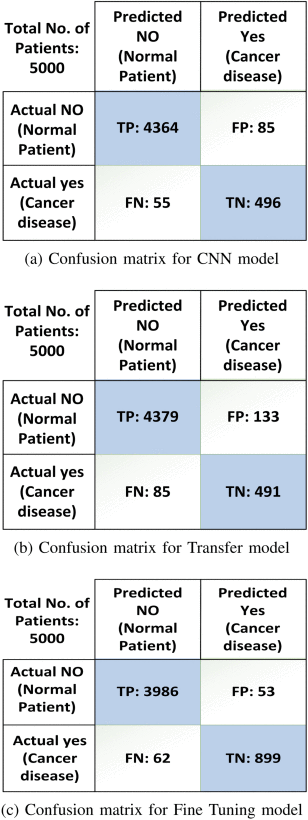 Total No. of
Patients:
5000
Predicted
NO
(Normal
Patient)
Predicted
Yes
(Cancer
disease)
Actual NO
(Normal
Patient)
TP: 4364
FP: 85
Actual yes
(Cancer
disease)
FN: 55
TN: 496
(a) Confusion matrix for CNN model
Total No. of
Patients:
5000
Predicted
NO
(Normal
Patient)
Predicted
Yes
(Cancer
disease)
Actual NO
(Normal
Patient)
TP: 4379
FP: 133
Actual yes
(Cancer
disease)
FN: 85
TN: 491
(b) Confusion matrix for Transfer model
Total No. of
Patients:
5000
Predicted
NO
(Normal
Patient)
Predicted
Yes
(Cancer
disease)
Actual NO
(Normal
Patient)
TP: 3986
FP: 53
Actual yes
(Cancer
disease)
FN: 62
TN: 899
(c) Confusion matrix for Fine Tuning model